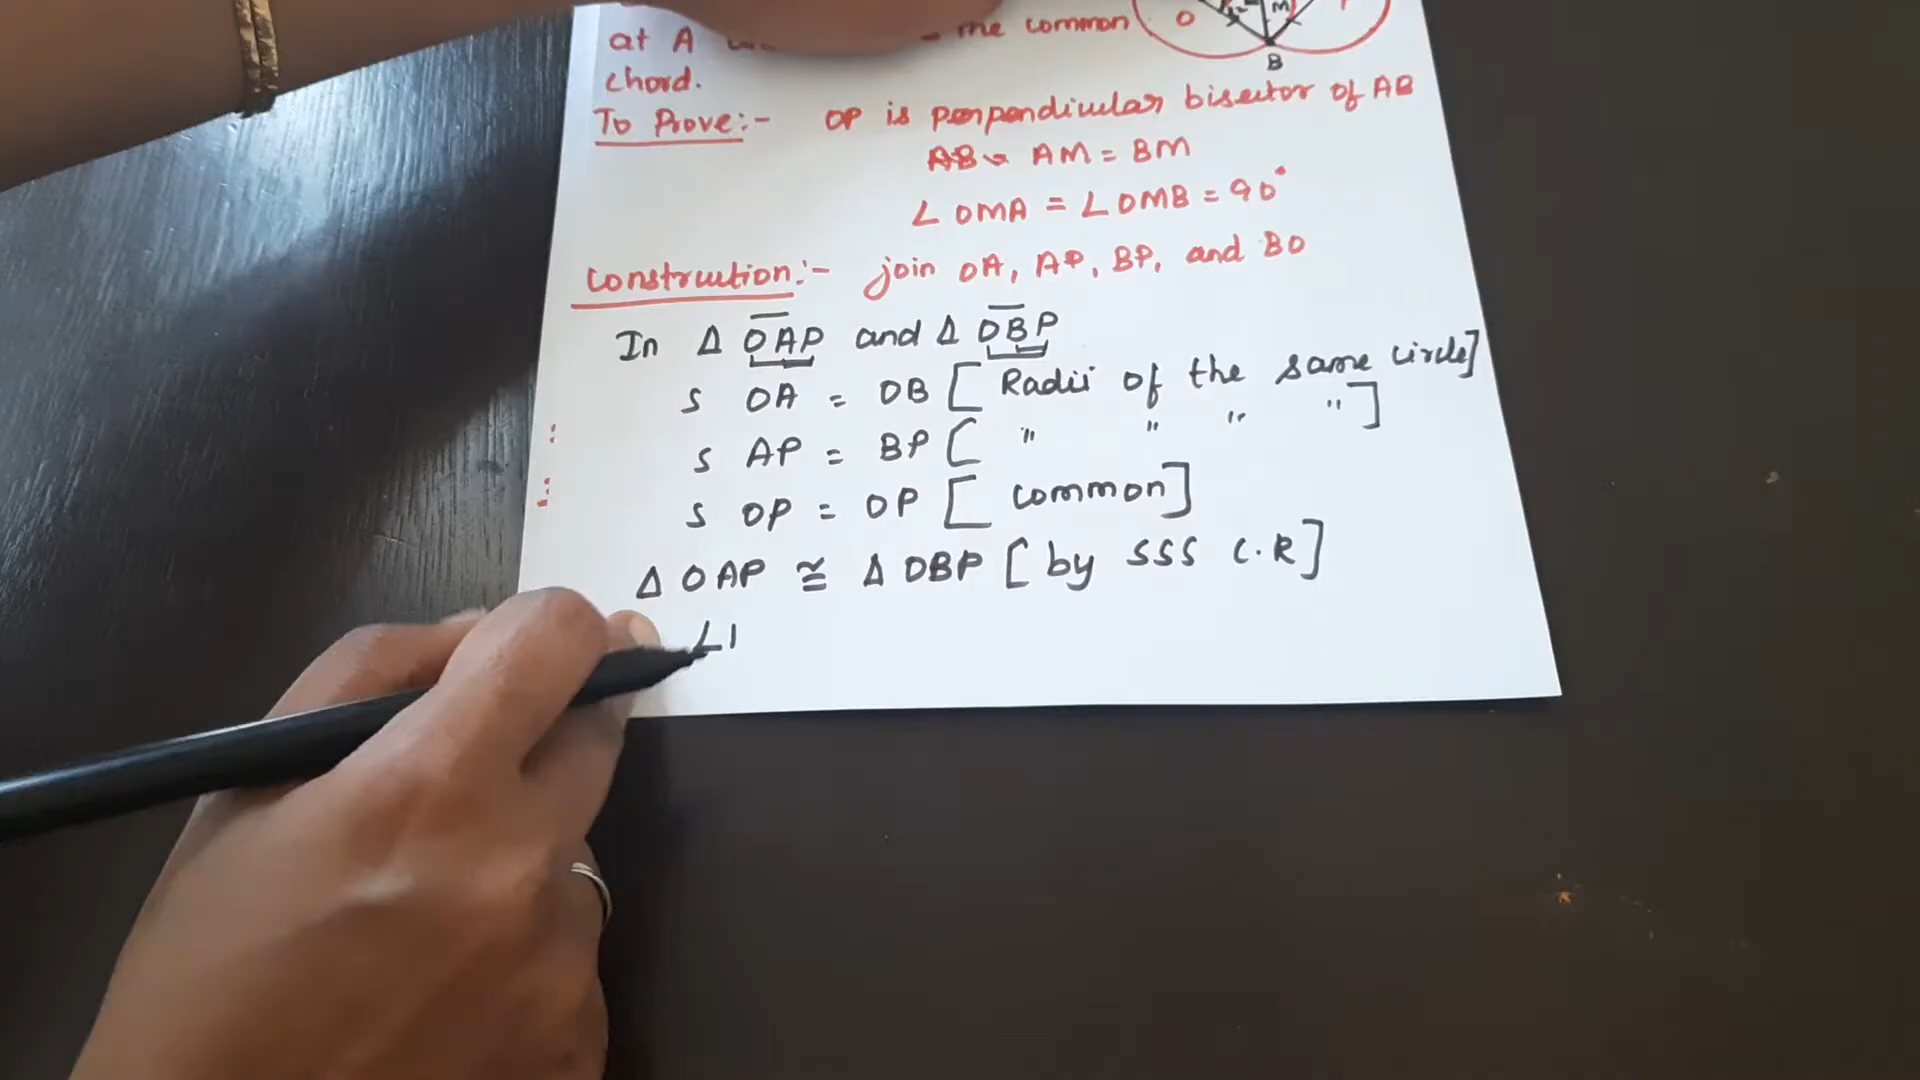 O M P
B
at A the common
chord.
To Prove:- OP is perpendicular bisector of AB
AB AM = BM
∠OMA = ∠OMB = 90°
Construction:- join OA, AP, BP, and BO
In Δ OAP and Δ OBP
S OA = OB [Radii of the same circle]
S AP = BP [ " " " " ]
S OP = OP [common]
Δ OAP ≅ Δ OBP [by SSS C.R]
∠1